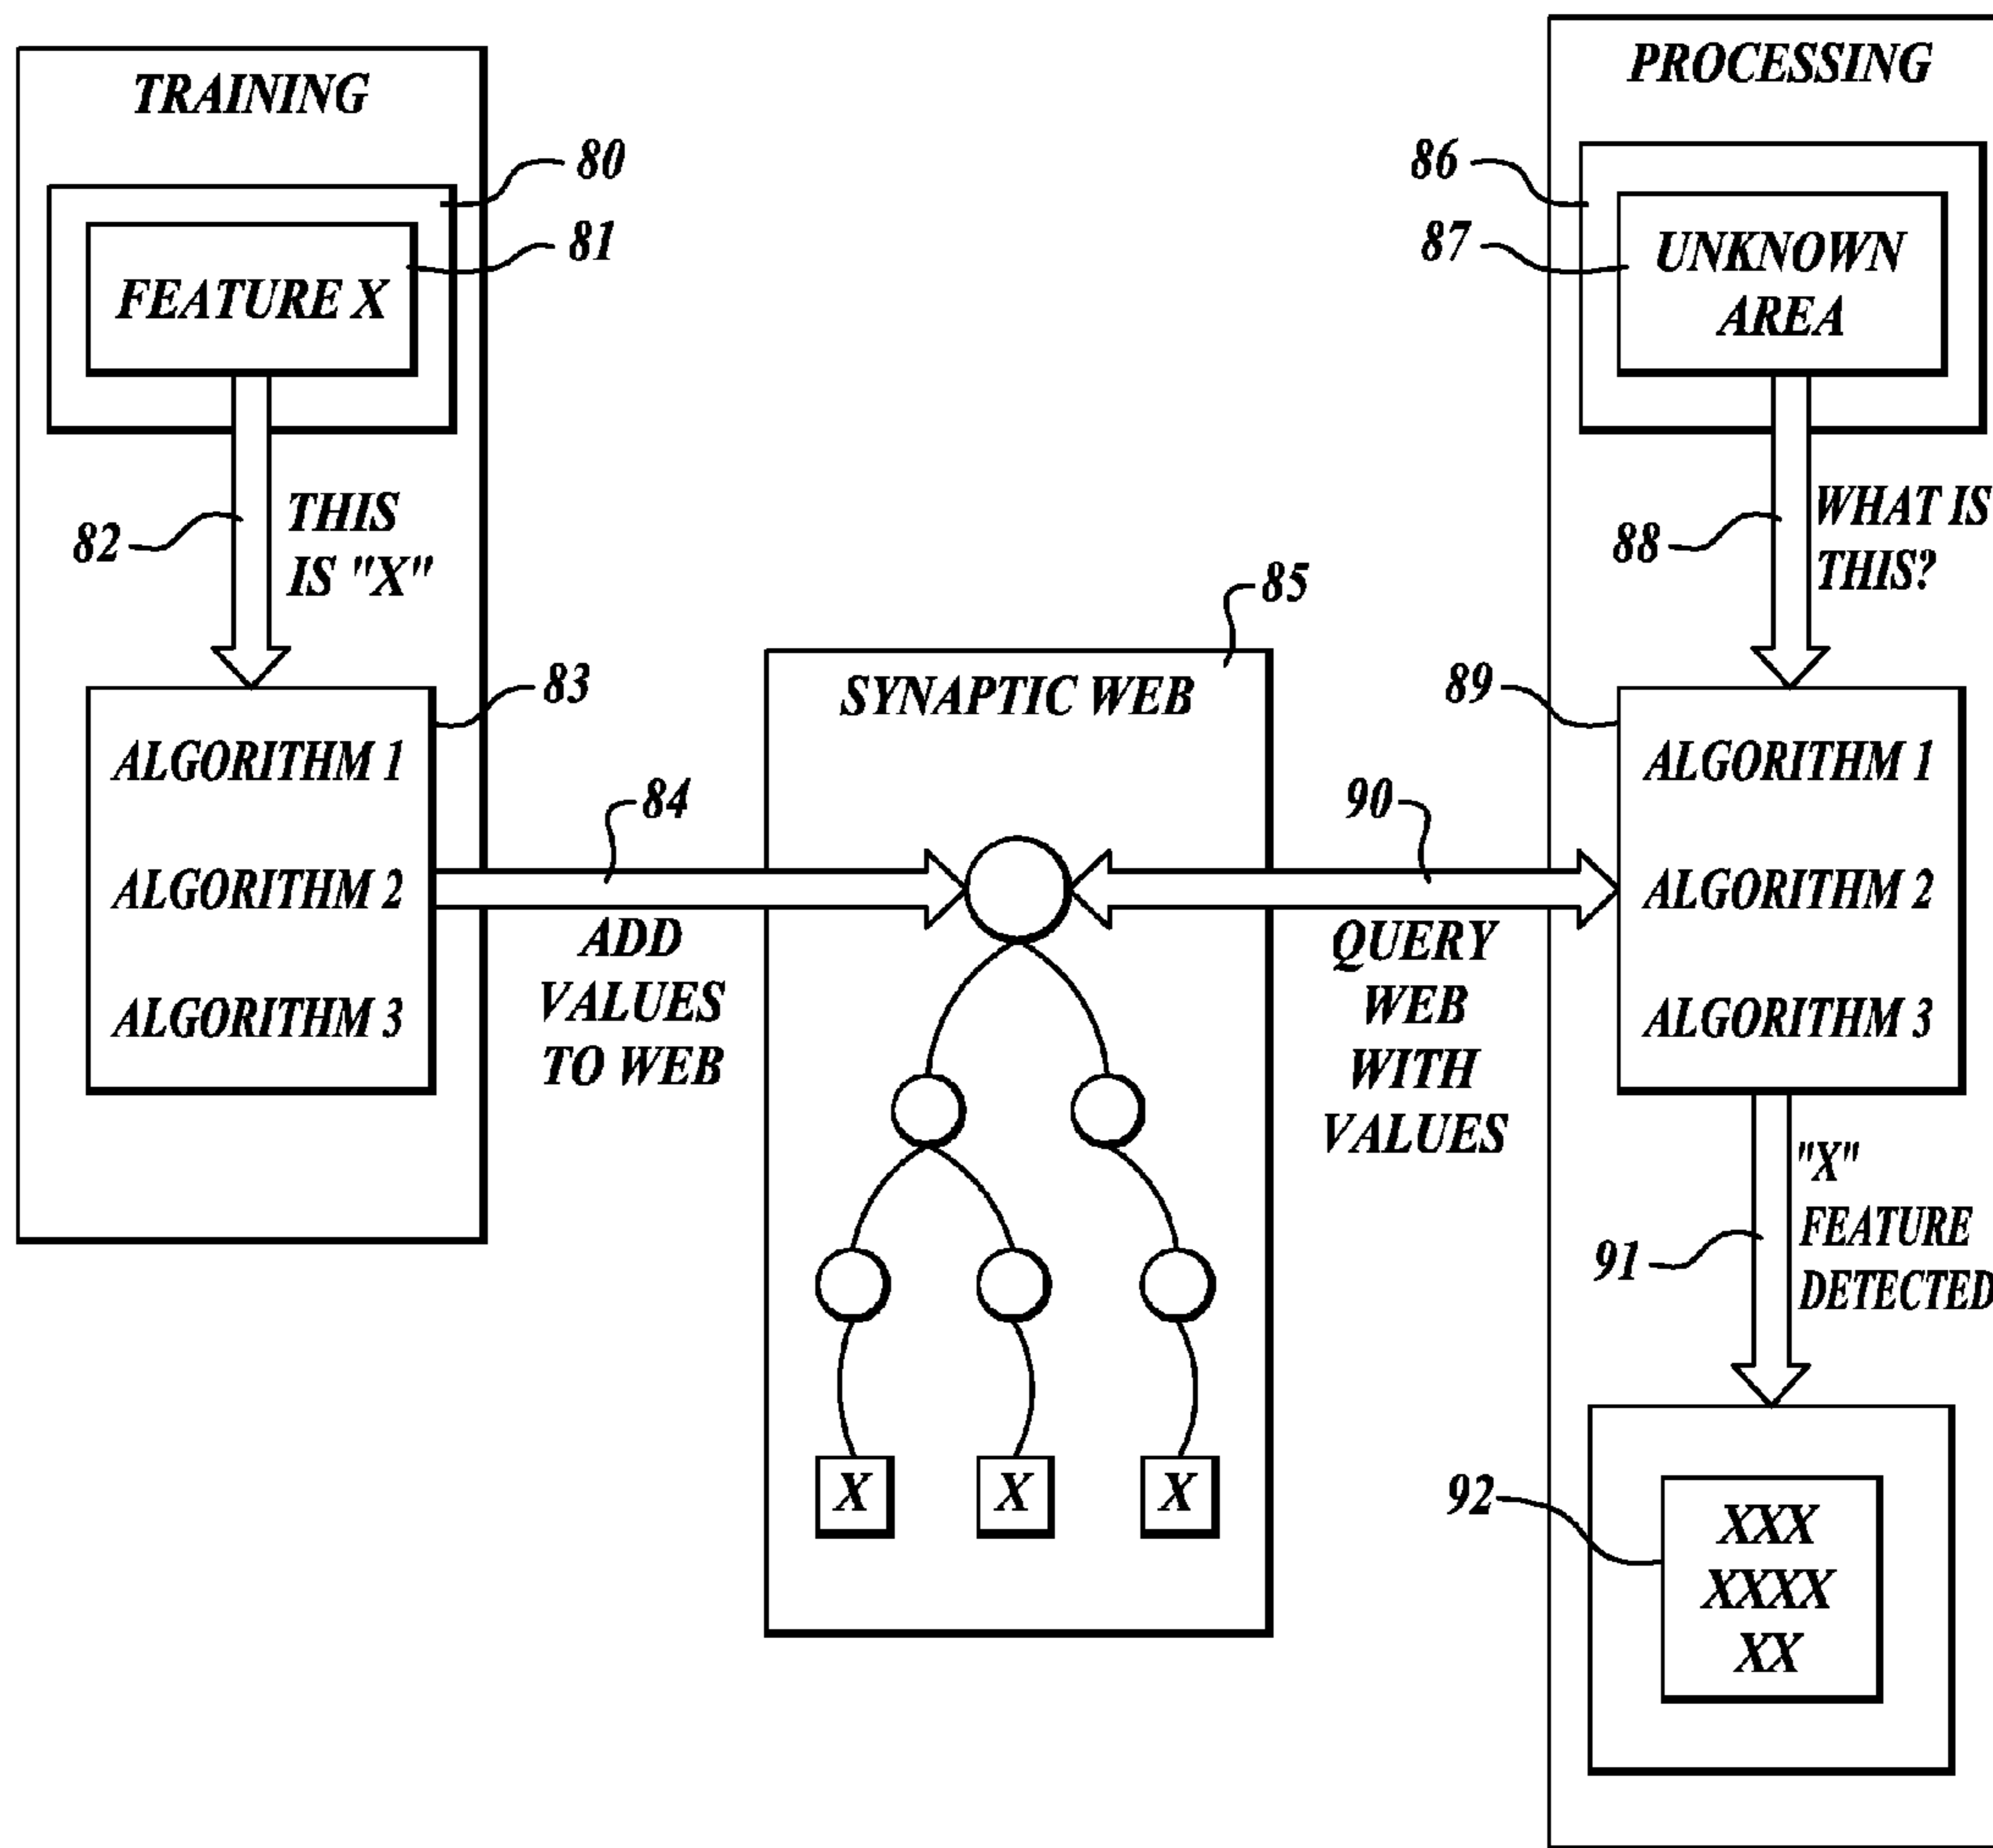 TRAINING
80
81
FEATURE X
82
THIS
IS "X"
83
ALGORITHM 1
ALGORITHM 2
ALGORITHM 3
84
ADD
VALUES
TO WEB
85
SYNAPTIC WEB
X
X
X
90
QUERY
WEB
WITH
VALUES
PROCESSING
86
87
UNKNOWN
AREA
88
WHAT IS
THIS?
89
ALGORITHM 1
ALGORITHM 2
ALGORITHM 3
91
"X"
FEATURE
DETECTED
92
XXX
XXXX
XX